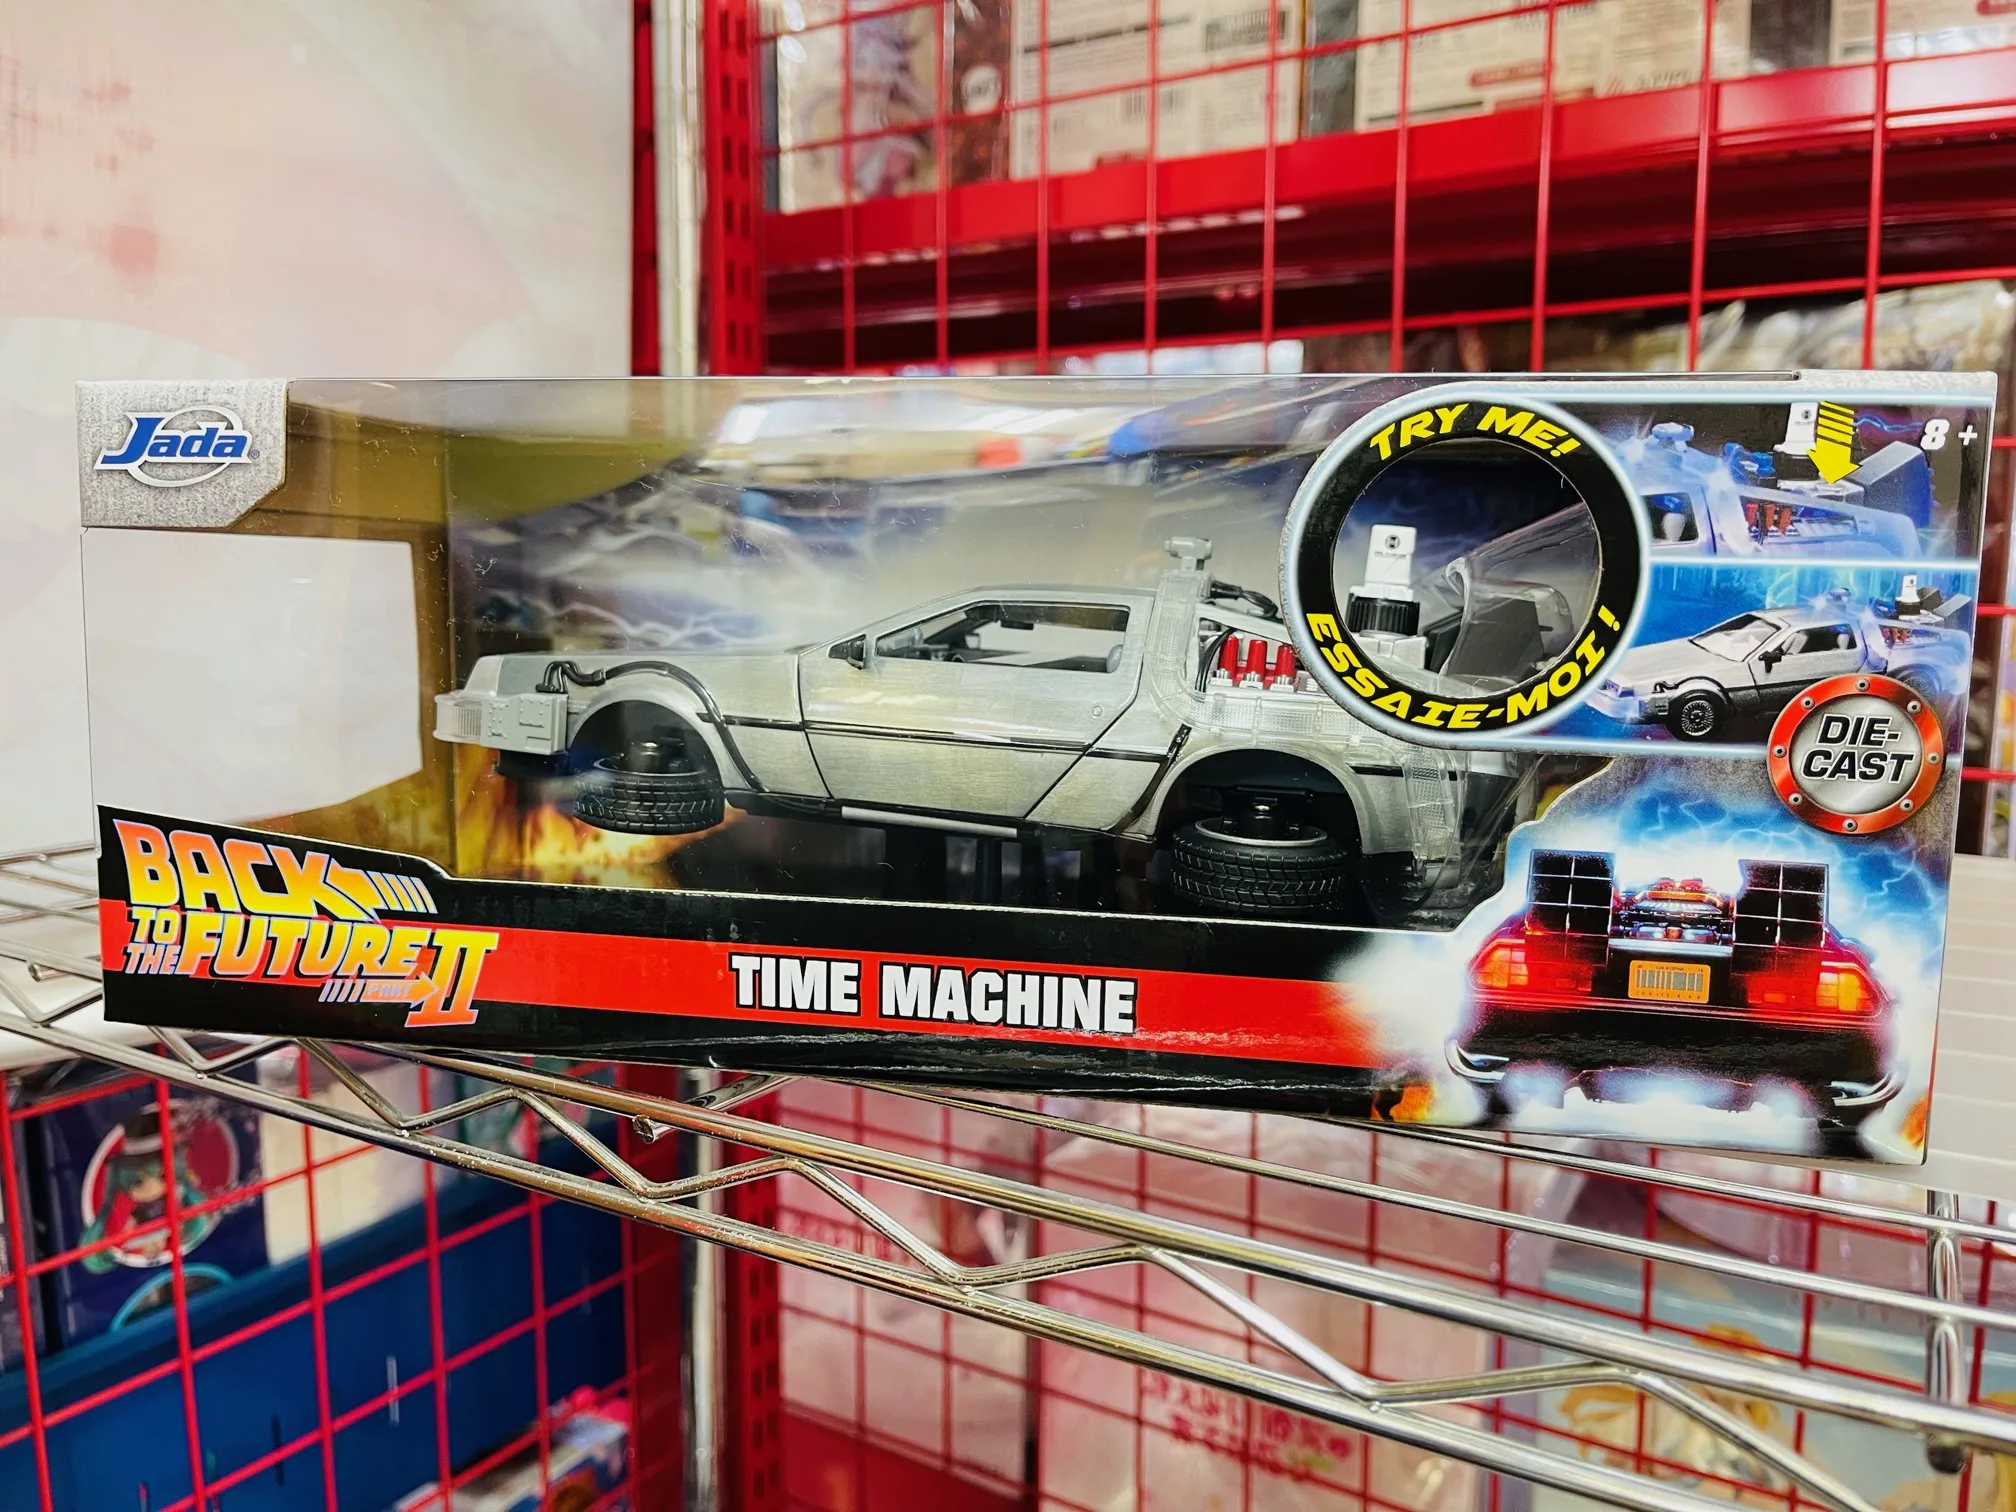 Jada
TRY ME!
ESSAIE-MOI!
8+
DIE-
CAST
BACK
TO
THE FUTURE
PART II
TIME MACHINE